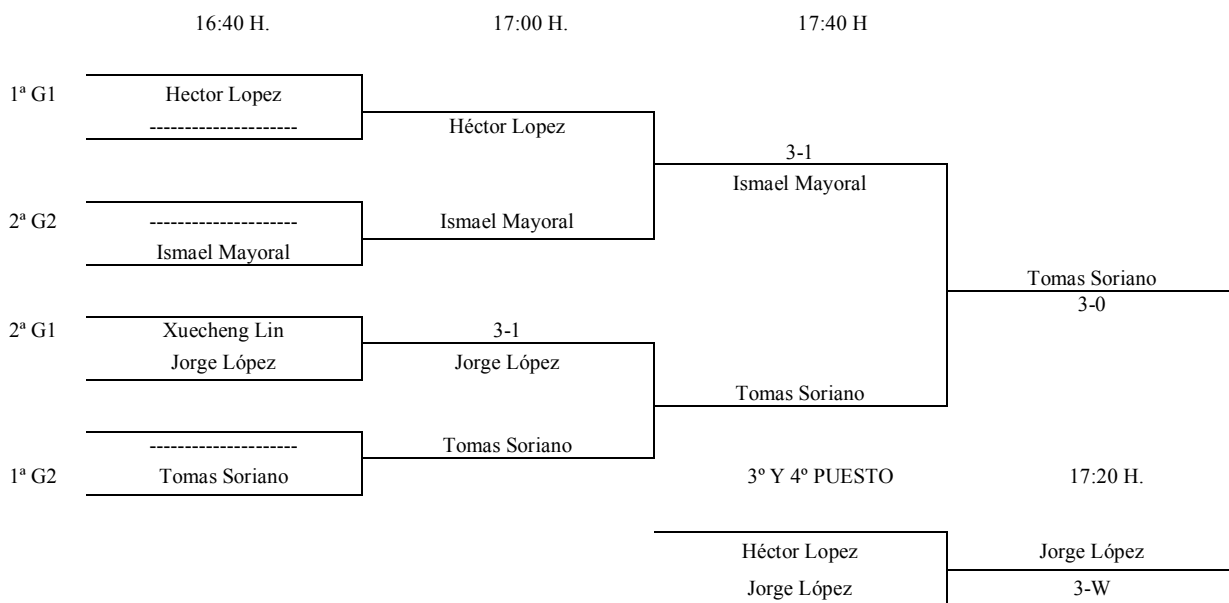 16:40 H. 17:00 H. 17:40 H
1ª G1 Hector Lopez
---------------------
Héctor Lopez
3-1
Ismael Mayoral
2ª G2 --------------------- Ismael Mayoral
Ismael Mayoral
Tomas Soriano
3-0
2ª G1 Xuecheng Lin 3-1
Jorge López Jorge López
Tomas Soriano
--------------------- Tomas Soriano
1ª G2 Tomas Soriano 3º Y 4º PUESTO 17:20 H.
Héctor Lopez Jorge López
Jorge López 3-W